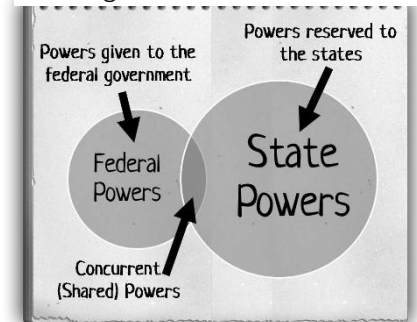 Powers given to the
federal government
Powers reserved to
the states
Federal
Powers
State
Powers
Concurrent
(Shared) Powers